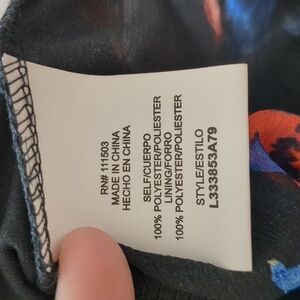 RN# 111503
MADE IN CHINA
HECHO EN CHINA
SELF/CUERPO
100% POLYESTER/POLIESTER
LINING/FORRO
100% POLYESTER/POLIESTER
STYLE/ESTILO
L333853A79